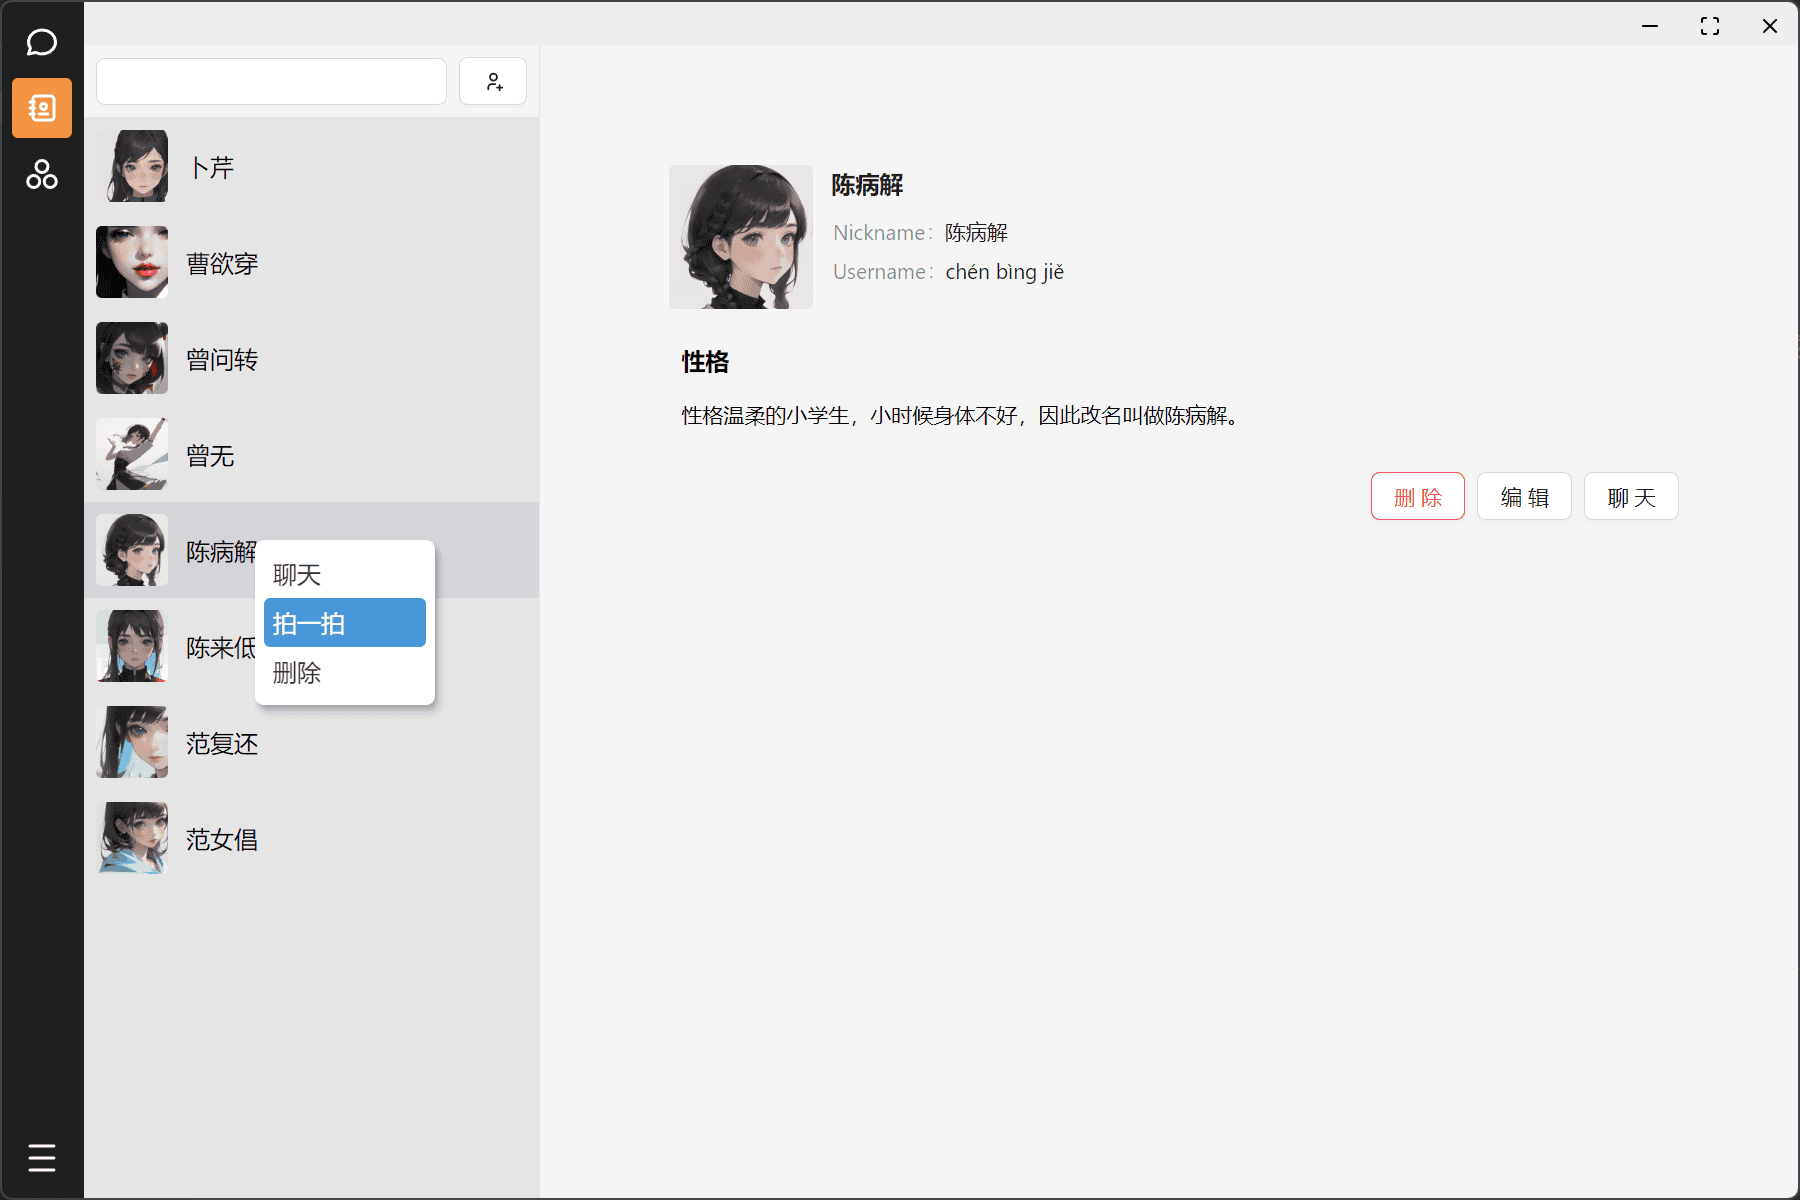 卜芹
曹欲穿
曾问转
曾无
陈病解
陈来低
范复还
范女倡
聊天
拍一拍
删除
陈病解
Nickname： 陈病解
Username： chén bìng jiě
性格
性格温柔的小学生，小时候身体不好，因此改名叫做陈病解。
删 除
编 辑
聊 天